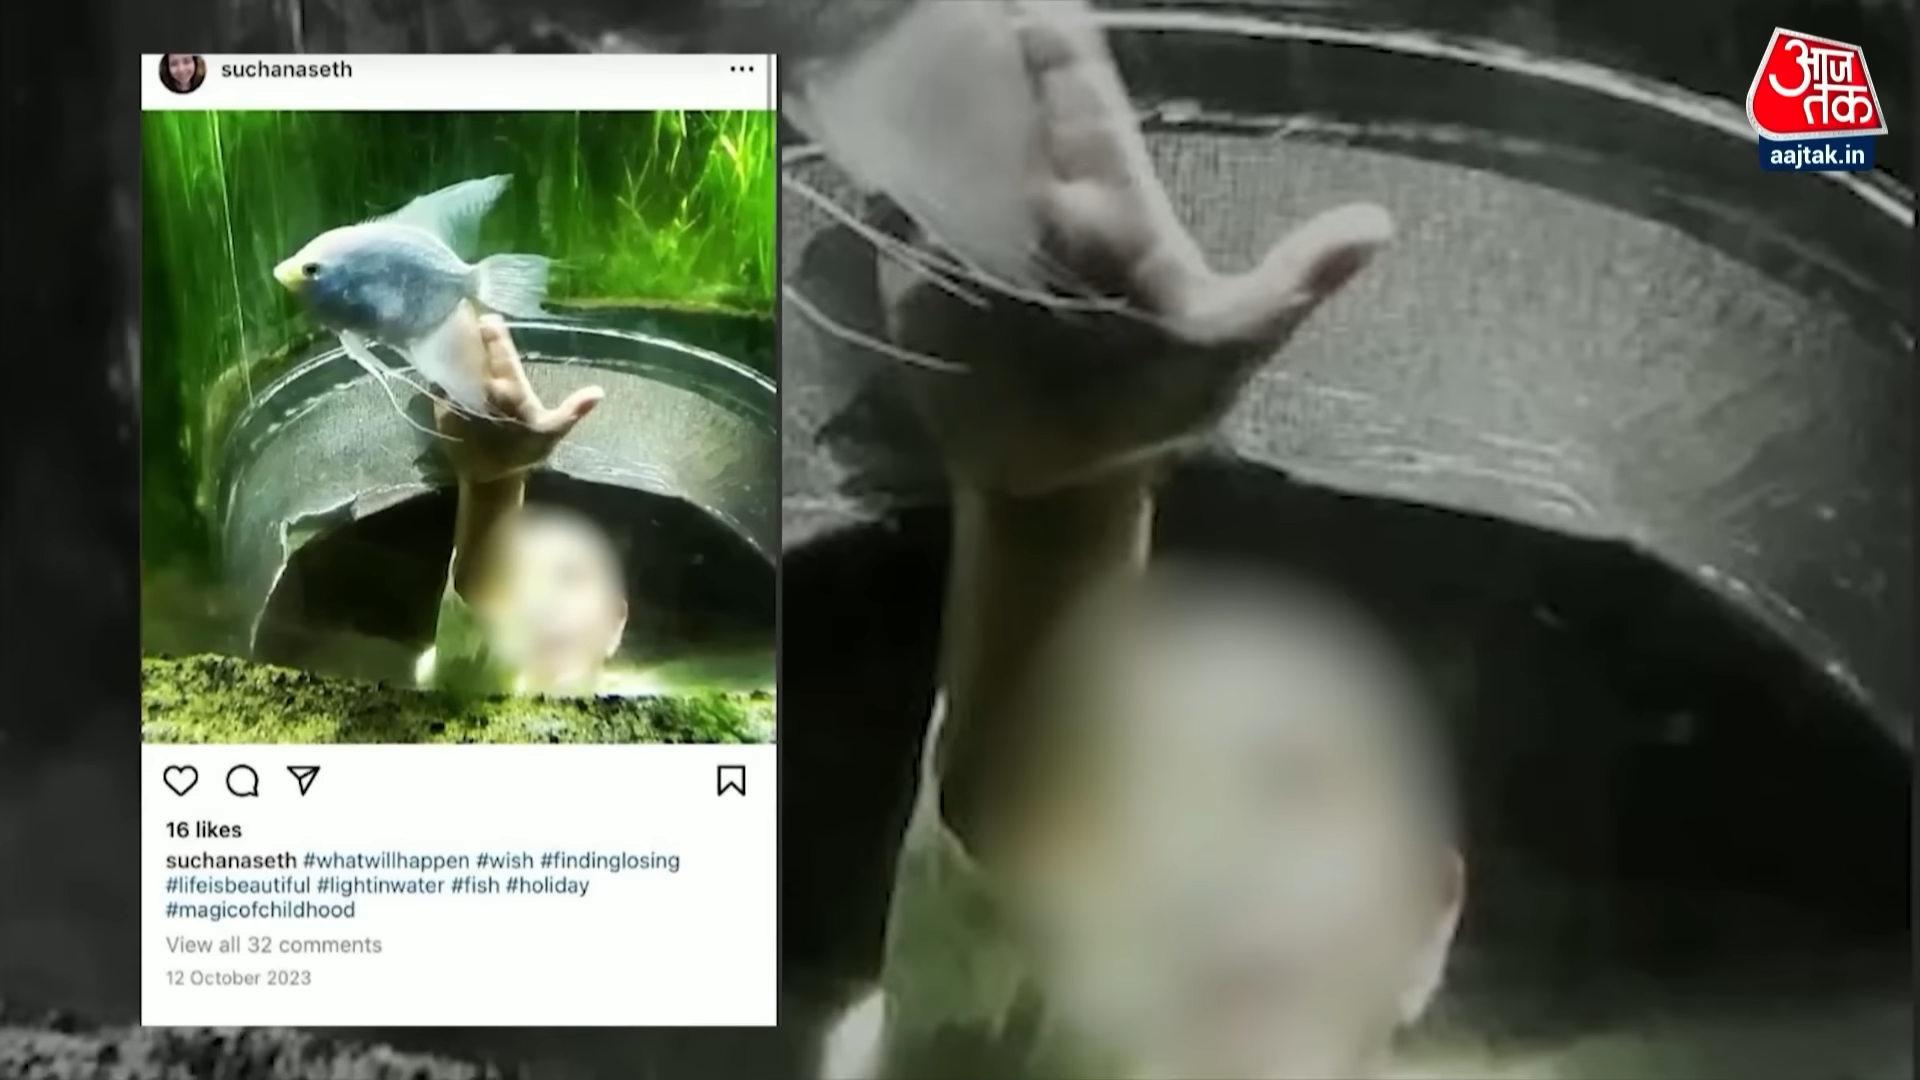 suchanaseth
आज
तक
aajtak.in
16 likes
suchanaseth #whatwillhappen #wish #findinglosing
#lifeisbeautiful #lightinwater #fish #holiday
#magicofchildhood
View all 32 comments
12 October 2023